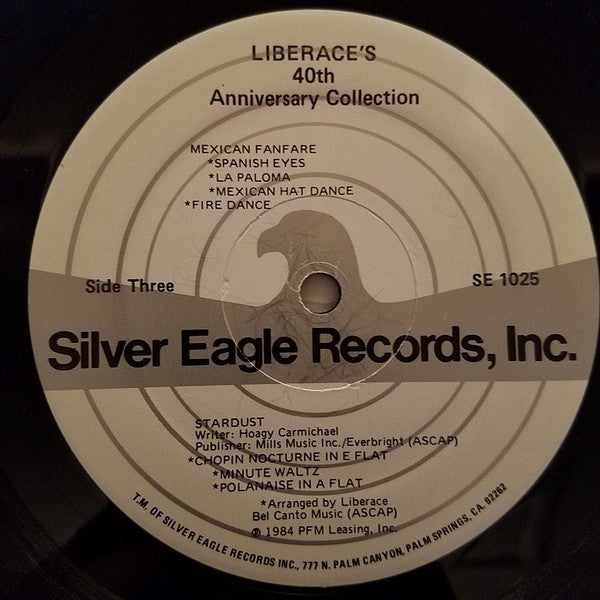 LIBERACE'S
40th
Anniversary Collection
MEXICAN FANFARE
*SPANISH EYES
*LA PALOMA
*MEXICAN HAT DANCE
*FIRE DANCE
Side Three
SE 1025
Silver Eagle Records, Inc.
STARDUST
Writer: Hoagy Carmichael
Publisher: Mills Music Inc./Everbright (ASCAP)
*CHOPIN NOCTURNE IN E FLAT
*MINUTE WALTZ
*POLANAISE IN A FLAT
*Arranged by Liberace
Bel Canto Music (ASCAP)
℗ 1984 PFM Leasing, Inc.
T.M. OF SILVER EAGLE RECORDS INC., 777 N. PALM CANYON, PALM SPRINGS, CA. 92262